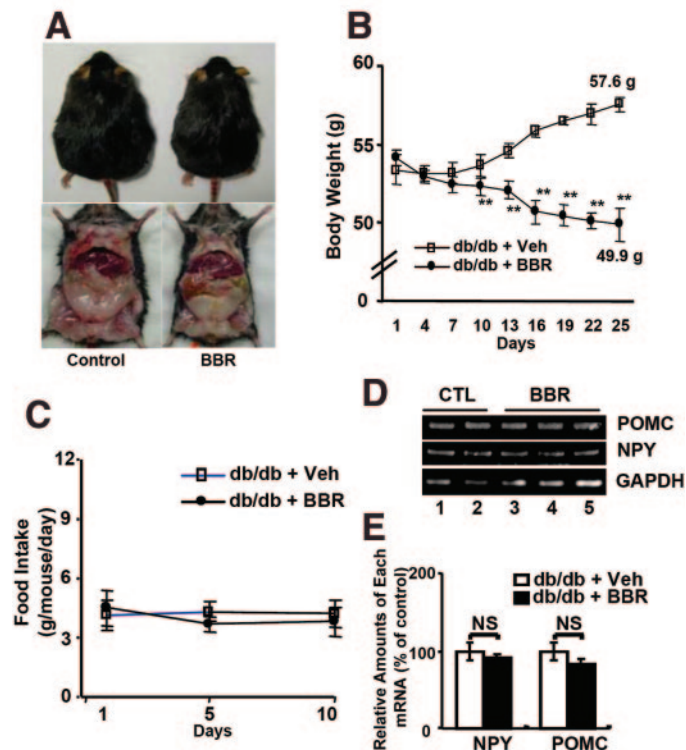 A
Control BBR
B
Body Weight (g)
60
55
50
0
57.6 g
** ** ** ** ** **
49.9 g
db/db + Veh
db/db + BBR
1 4 7 10 13 16 19 22 25
Days
C
Food Intake
(g/mouse/day)
12
9
6
3
0
db/db + Veh
db/db + BBR
1 5 10
Days
D
CTL BBR
POMC
NPY
GAPDH
1 2 3 4 5
E
Relative Amounts of Each
mRNA (% of control)
200
100
0
db/db + Veh
db/db + BBR
NS NS
NPY POMC